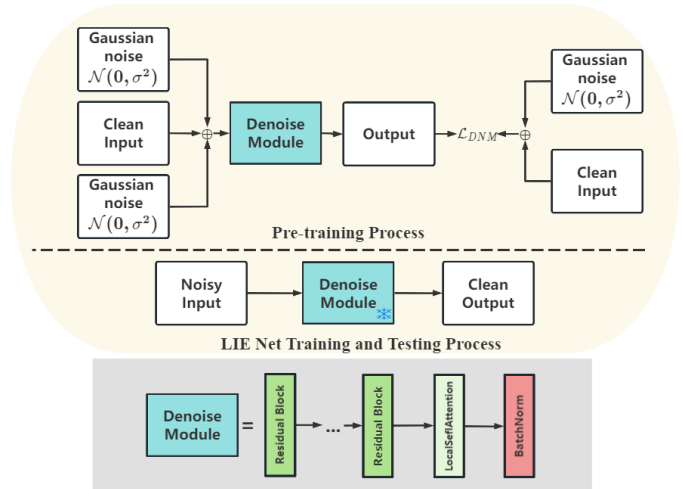 Gaussian
noise
𝒩(0, σ²)
Clean
Input
Gaussian
noise
𝒩(0, σ²)
⊕
Denoise
Module
Output
ℒ_DNM
⊕
Gaussian
noise
𝒩(0, σ²)
Clean
Input
Pre-training Process
Noisy
Input
Denoise
Module
Clean
Output
LIE Net Training and Testing Process
Denoise
Module
=
Residual Block
...
Residual Block
LocalSeflAttention
BatchNorm